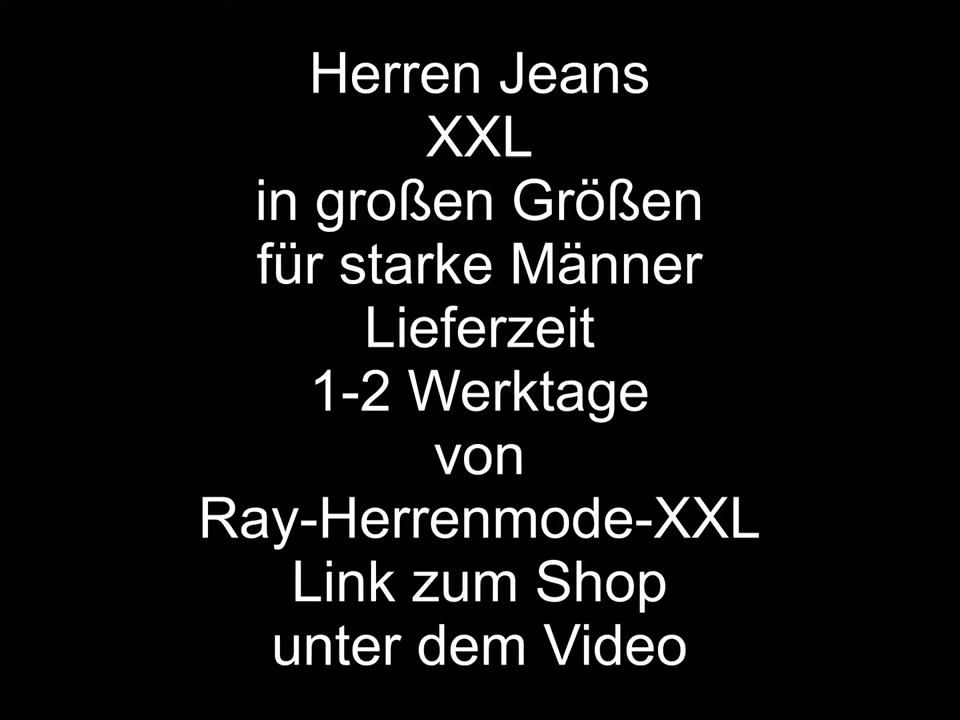 Herren Jeans
XXL
in großen Größen
für starke Männer
Lieferzeit
1-2 Werktage
von
Ray-Herrenmode-XXL
Link zum Shop
unter dem Video